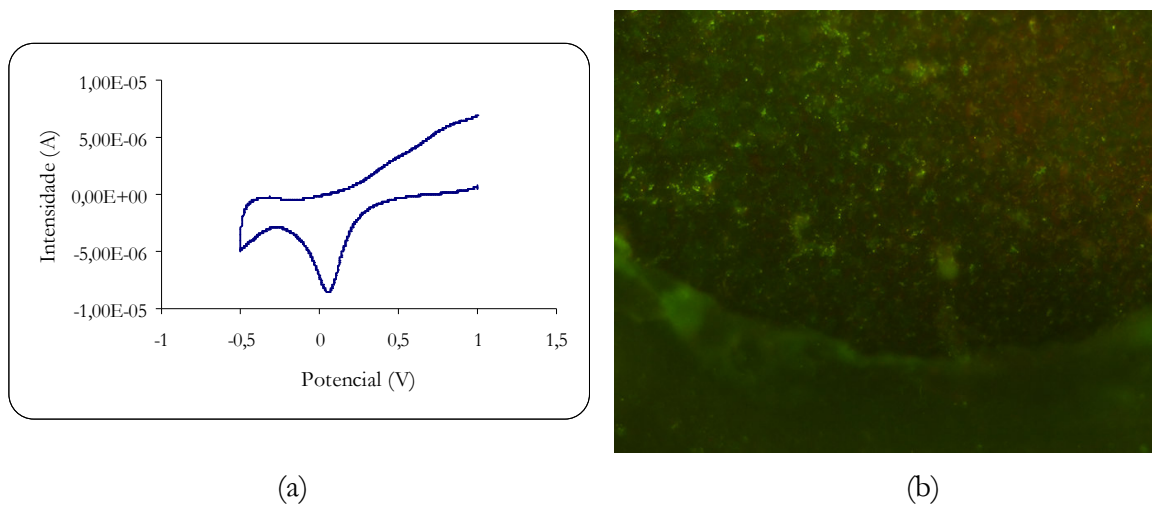 1,00E-05
5,00E-06
0,00E+00
-5,00E-06
-1,00E-05
Intensidade (A)
-1 -0,5 0 0,5 1 1,5
Potencial (V)
(a) (b)